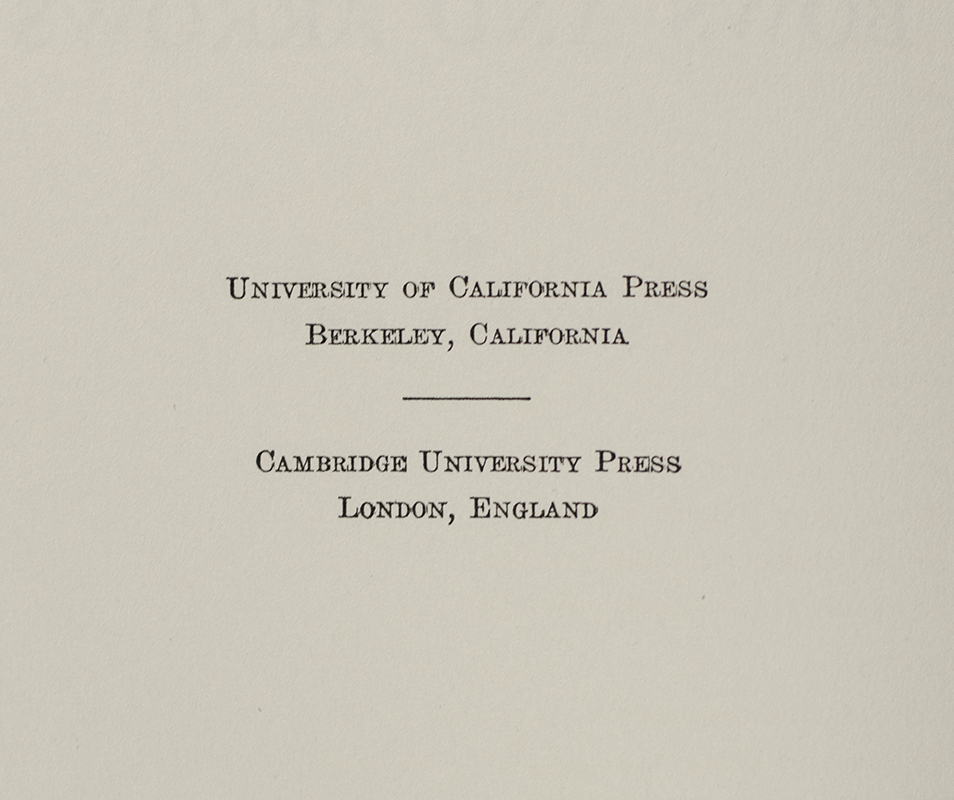 University of California Press
Berkeley, California
Cambridge University Press
London, England